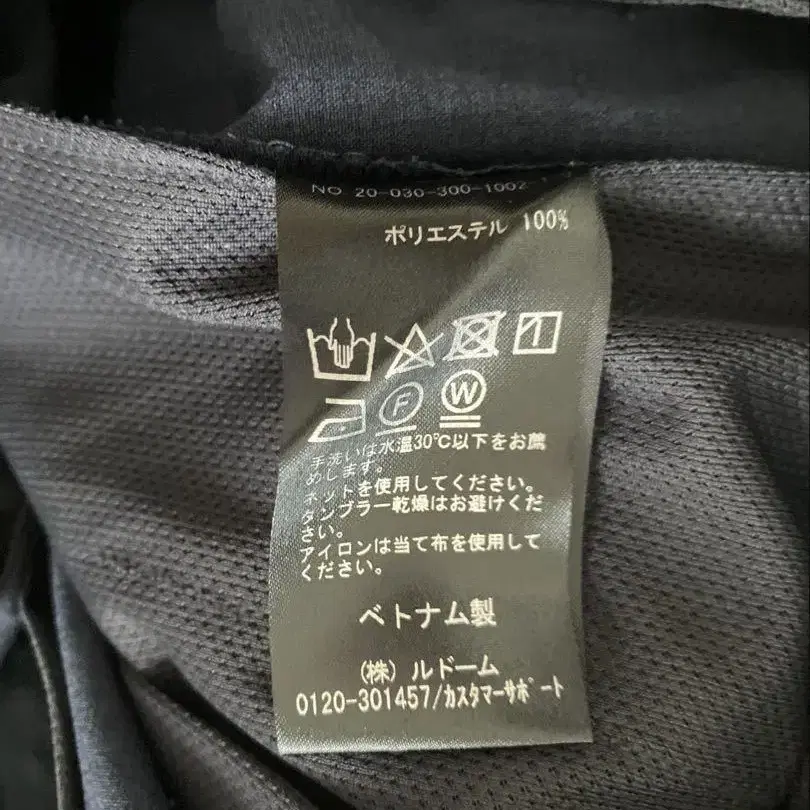 NO 20-030-300-1002-
ポリエステル 100%
F
W
手洗いは水温30℃以下をお薦
めします。
ネットを使用してください。
タンブラー乾燥はお避けくだ
さい。
アイロンは当て布を使用して
ください。
ベトナム製
(株) ルドーム
0120-301457/カスタマーサポート